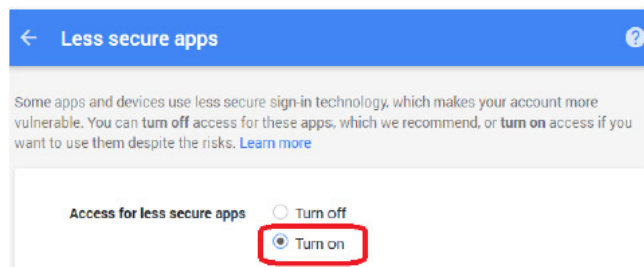 Less secure apps
Some apps and devices use less secure sign-in technology, which makes your account more
vulnerable. You can turn off access for these apps, which we recommend, or turn on access if you
want to use them despite the risks. Learn more
Access for less secure apps Turn off
Turn on